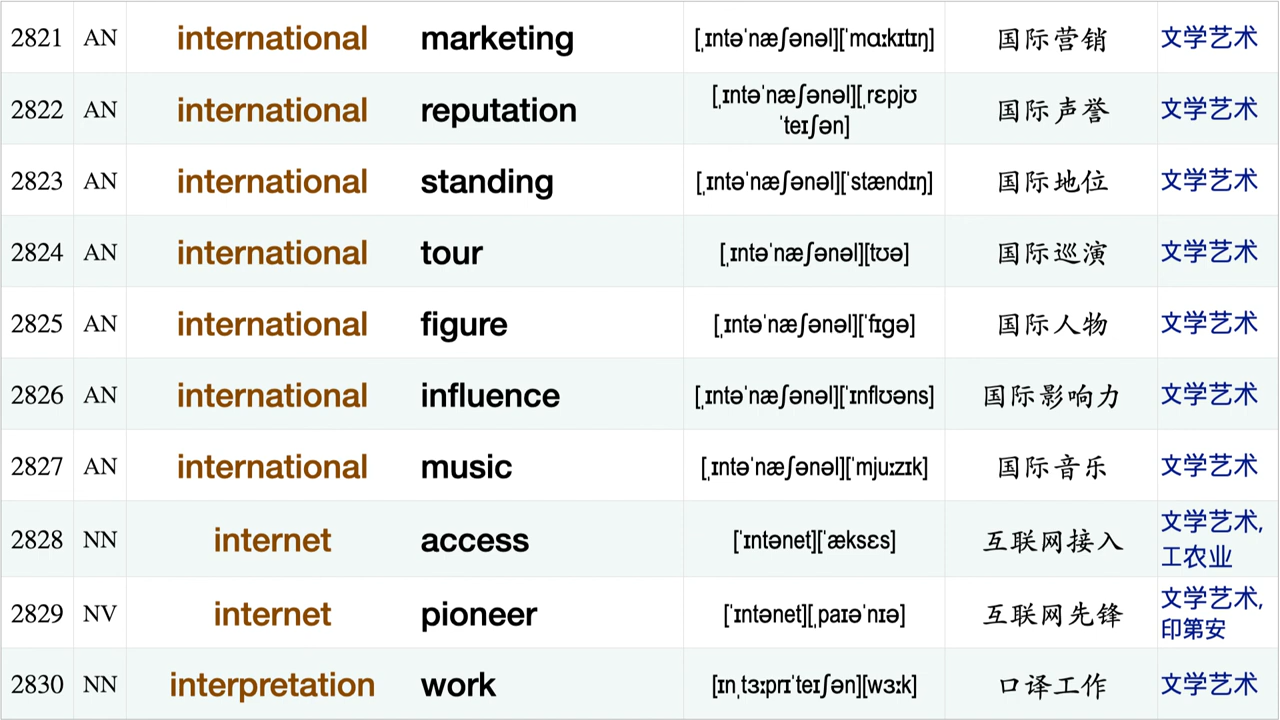 2821 AN international marketing [ˌɪntəˈnæʃənəl][ˈmɑːkɪtɪŋ] 国际营销 文学艺术
2822 AN international reputation [ˌɪntəˈnæʃənəl][ˌrɛpjʊ
ˈteɪʃən] 国际声誉 文学艺术
2823 AN international standing [ˌɪntəˈnæʃənəl][ˈstændɪŋ] 国际地位 文学艺术
2824 AN international tour [ˌɪntəˈnæʃənəl][tʊə] 国际巡演 文学艺术
2825 AN international figure [ˌɪntəˈnæʃənəl][ˈfɪgə] 国际人物 文学艺术
2826 AN international influence [ˌɪntəˈnæʃənəl][ˈɪnflʊəns] 国际影响力 文学艺术
2827 AN international music [ˌɪntəˈnæʃənəl][ˈmjuːzɪk] 国际音乐 文学艺术
2828 NN internet access [ˈɪntənet][ˈæksɛs] 互联网接入 文学艺术,
工农业
2829 NV internet pioneer [ˈɪntənet][ˌpaɪəˈnɪə] 互联网先锋 文学艺术,
印第安
2830 NN interpretation work [ɪnˌtɜːprɪˈteɪʃən][wɜːk] 口译工作 文学艺术